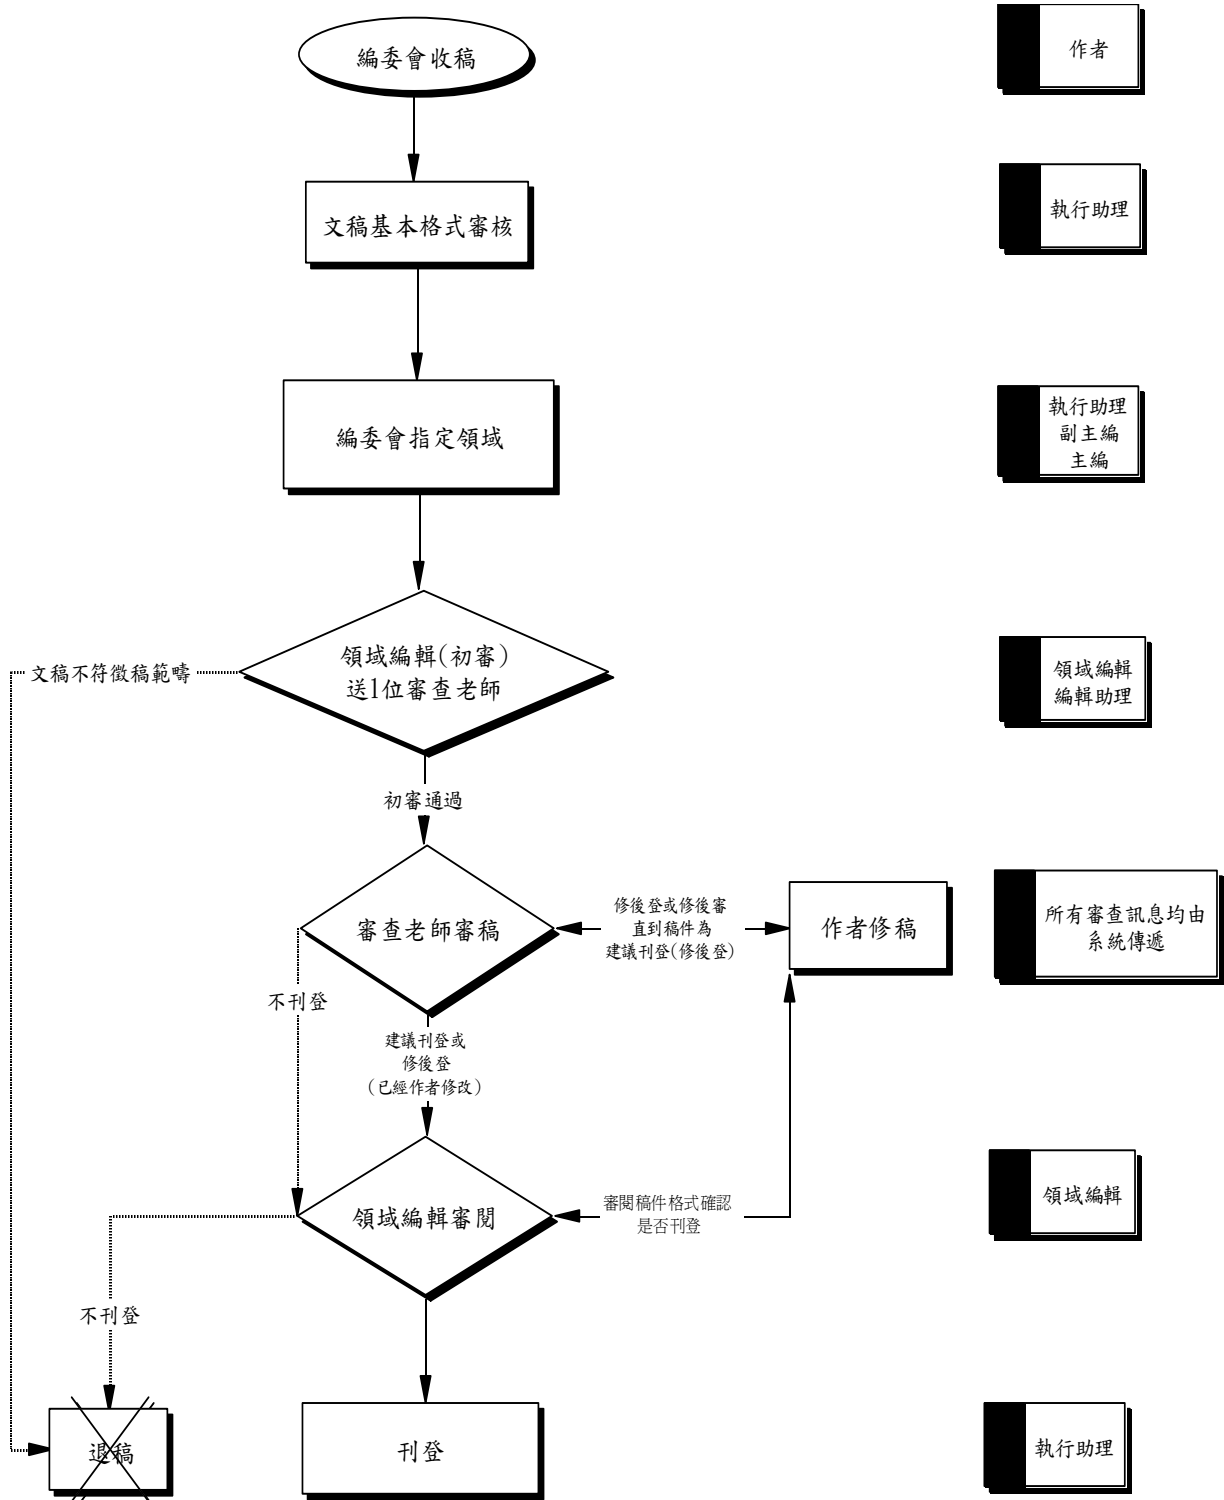 編委會收稿
作者
文稿基本格式審核
執行助理
編委會指定領域
執行助理
副主編
主編
領域編輯(初審)
送1位審查老師
文稿不符徵稿範疇
領域編輯
編輯助理
初審通過
審查老師審稿
修後登或修後審
直到稿件為
建議刊登(修後登)
作者修稿
所有審查訊息均由
系統傳遞
不刊登
建議刊登或
修後登
(已經作者修改)
領域編輯審閱
審閱稿件格式確認
是否刊登
領域編輯
不刊登
退稿
刊登
執行助理